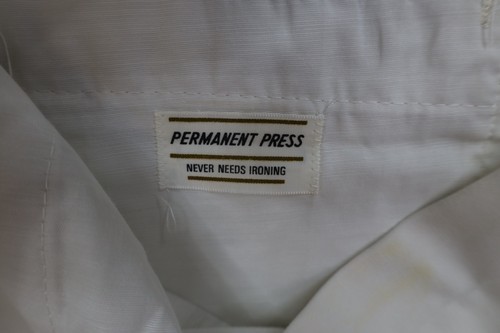 PERMANENT PRESS
NEVER NEEDS IRONING